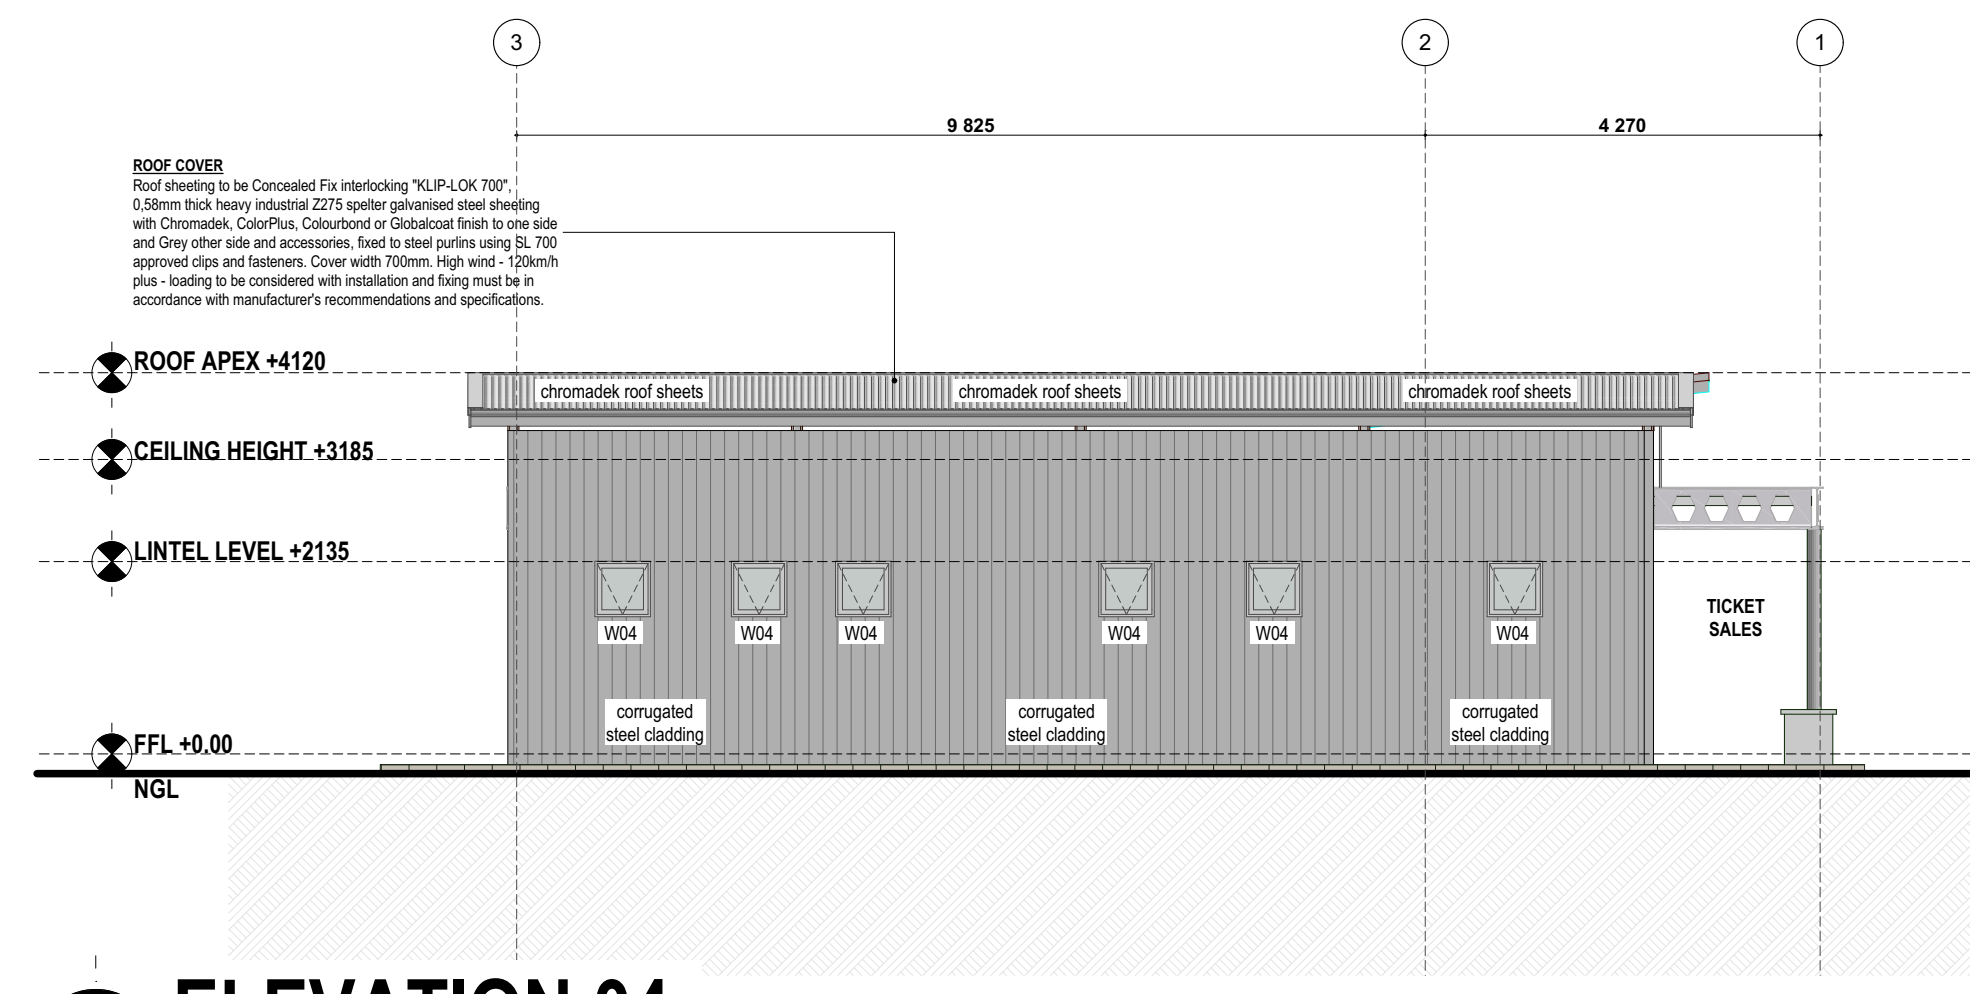 3
2
1
9 825
4 270
ROOF COVER
Roof sheeting to be Concealed Fix interlocking "KLIP-LOK 700",
0,58mm thick heavy industrial Z275 spelter galvanised steel sheeting
with Chromadek, ColorPlus, Colourbond or Globalcoat finish to one side
and Grey other side and accessories, fixed to steel purlins using SL 700
approved clips and fasteners. Cover width 700mm. High wind - 120km/h
plus - loading to be considered with installation and fixing must be in
accordance with manufacturer's recommendations and specifications.
ROOF APEX +4120
chromadek roof sheets
chromadek roof sheets
chromadek roof sheets
CEILING HEIGHT +3185
LINTEL LEVEL +2135
W04
W04
W04
W04
W04
W04
TICKET
SALES
corrugated
steel cladding
corrugated
steel cladding
corrugated
steel cladding
FFL +0.00
NGL
ELEVATION 04